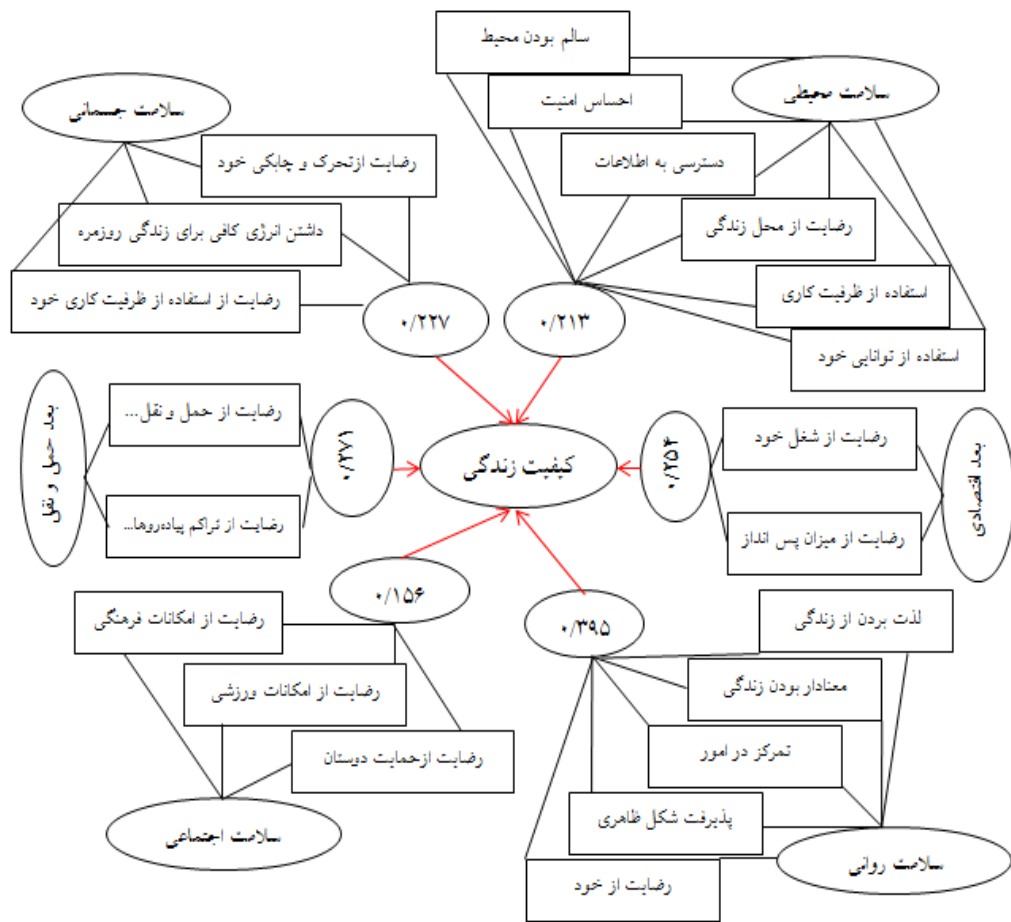 سالم بودن محیط
سلامت محیطی
احساس امنیت
سلامت جسمانی
دسترسی به اطلاعات
رضایت ازتحرک و چابکی خود
رضایت از محل زندگی
داشتن انرژی کافی برای زندگی روزمره
استفاده از ظرفیت کاری
رضایت از استفاده از ظرفیت کاری خود
۰/۲۱۳
۰/۲۲۷
استفاده از توانایی خود
رضایت از شغل خود
رضایت از حمل و نقل...
بعد اقتصادی
۰/۲۵۴
کیفیت زندگی
۰/۲۷۱
بعد حمل و نقل
رضایت از میزان پس انداز
رضایت از تراکم پیاده‌روها...
۰/۱۵۶
۰/۳۹۵
لذت بردن از زندگی
رضایت از امکانات فرهنگی
معنادار بودن زندگی
رضایت از امکانات ورزشی
تمرکز در امور
رضایت ازحمایت دوستان
پذیرفت شکل ظاهری
سلامت اجتماعی
سلامت روانی
رضایت از خود